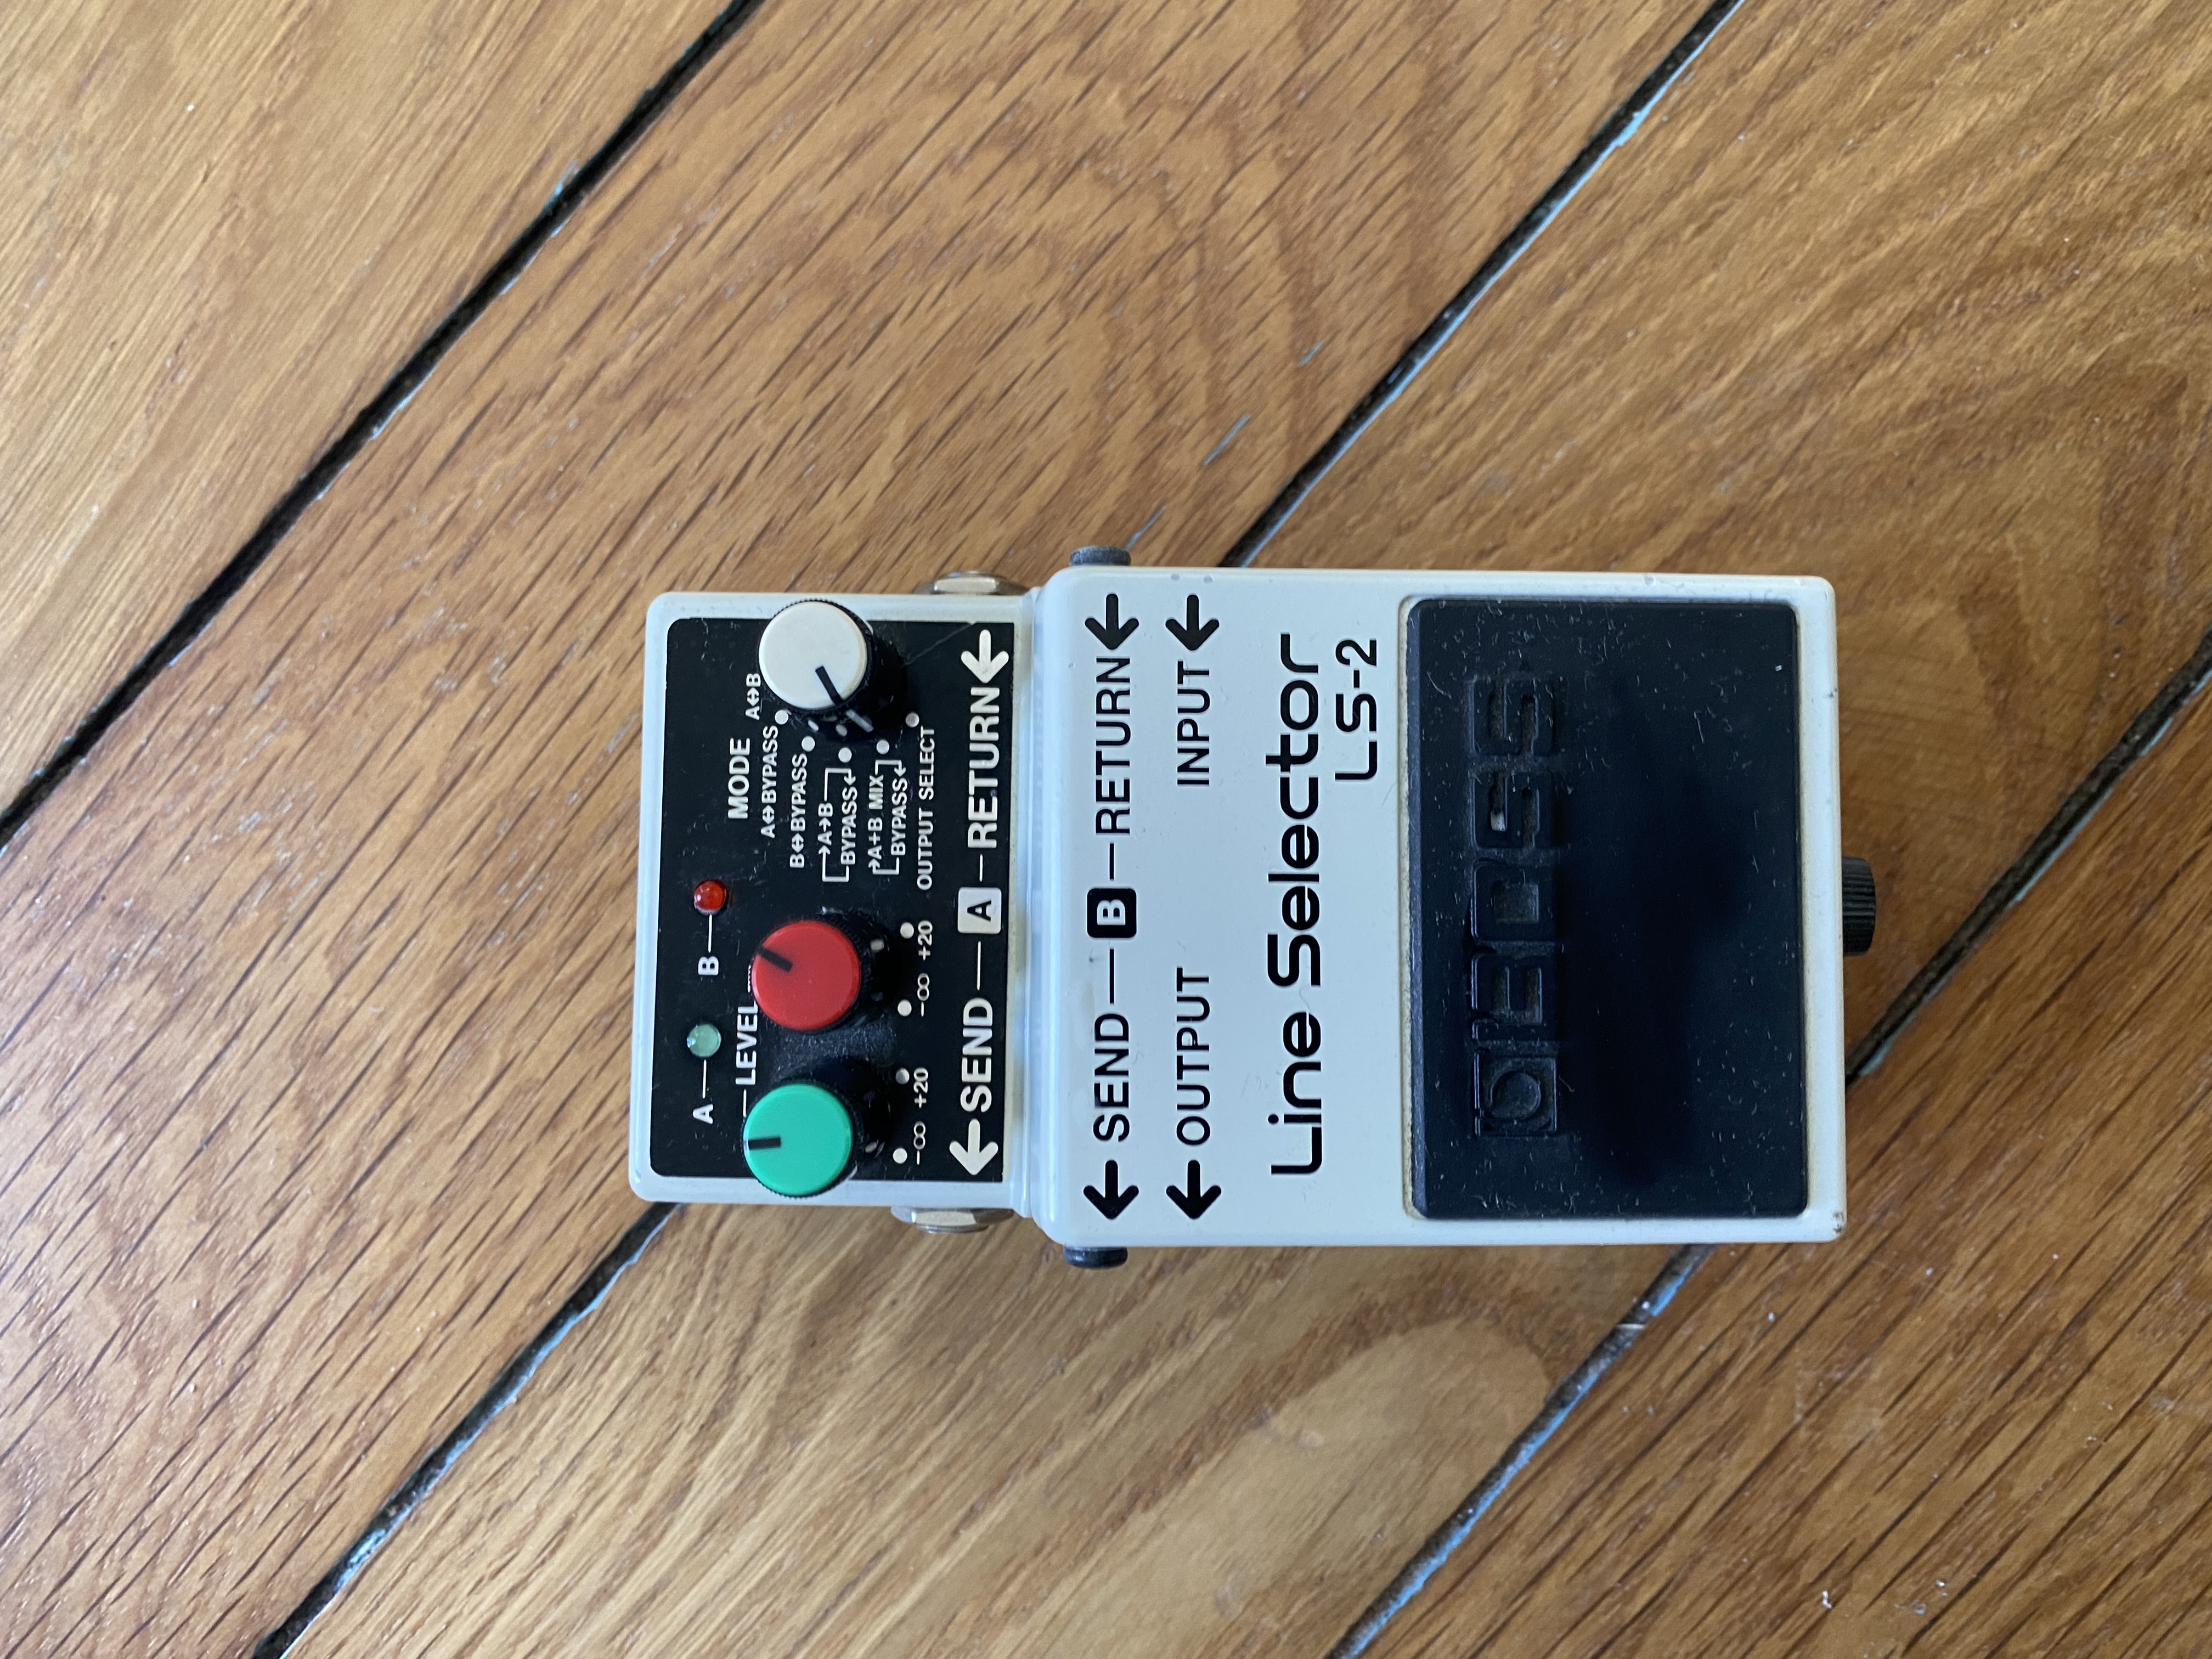 A B
LEVEL
MODE
A↔B
A↔BYPASS
B↔BYPASS
→A→B
BYPASS←
→A+B MIX
BYPASS←
OUTPUT SELECT
-∞ +20 -∞ +20
←SEND—A—RETURN←
←SEND—B—RETURN←
←OUTPUT INPUT←
Line Selector
LS-2
BOSS